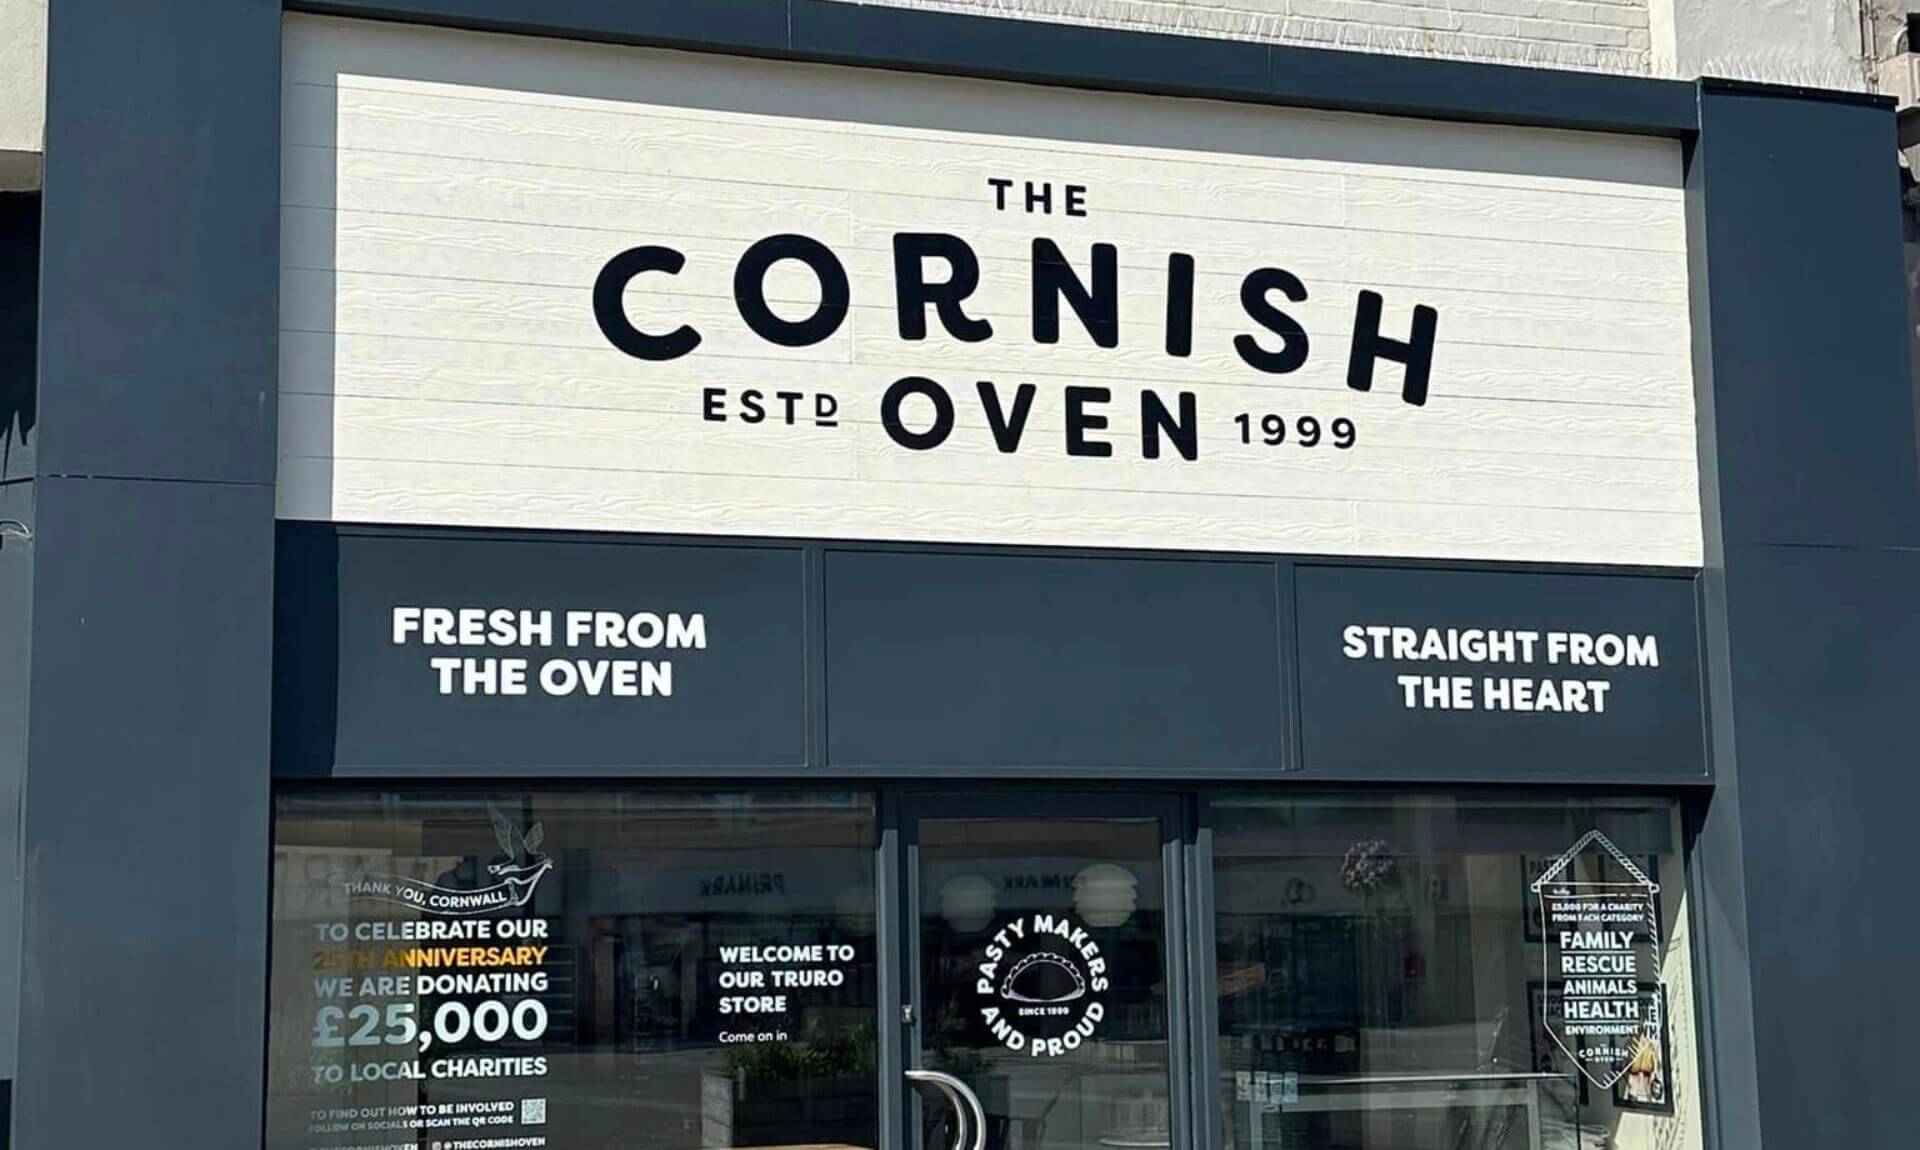 THE
CORNISH
ESTD OVEN 1999
FRESH FROM
THE OVEN
STRAIGHT FROM
THE HEART
THANK YOU, CORNWALL
TO CELEBRATE OUR
25TH ANNIVERSARY
WE ARE DONATING
£25,000
TO LOCAL CHARITIES
TO FIND OUT HOW TO BE INVOLVED
FOLLOW ON SOCIALS OR SCAN THE QR CODE
@THECORNISHOVEN
WELCOME TO
OUR TRURO
STORE
Come on in
PASTY MAKERS
SINCE 1999
AND PROUD
£5,000 FOR A CHARITY
FROM EACH CATEGORY
FAMILY
RESCUE
ANIMALS
HEALTH
ENVIRONMENT
THE
CORNISH
OVEN
PRIMARK